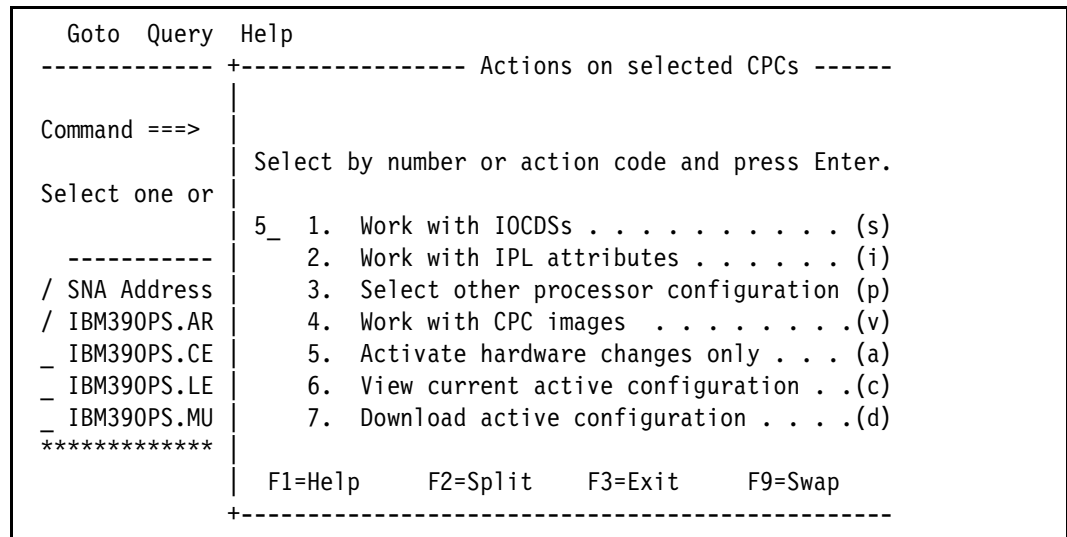 Goto  Query  Help
------------- +----------------- Actions on selected CPCs ------
              |
Command ===>  |
              | Select by number or action code and press Enter.
Select one or |
              | 5_  1.  Work with IOCDSs . . . . . . . . . . (s)
  ----------- |     2.  Work with IPL attributes . . . . . . (i)
/ SNA Address |     3.  Select other processor configuration (p)
/ IBM390PS.AR |     4.  Work with CPC images  . . . . . . . .(v)
_ IBM390PS.CE |     5.  Activate hardware changes only . . . (a)
_ IBM390PS.LE |     6.  View current active configuration . .(c)
_ IBM390PS.MU |     7.  Download active configuration . . . .(d)
************* |
              |  F1=Help     F2=Split    F3=Exit     F9=Swap
              +-------------------------------------------------